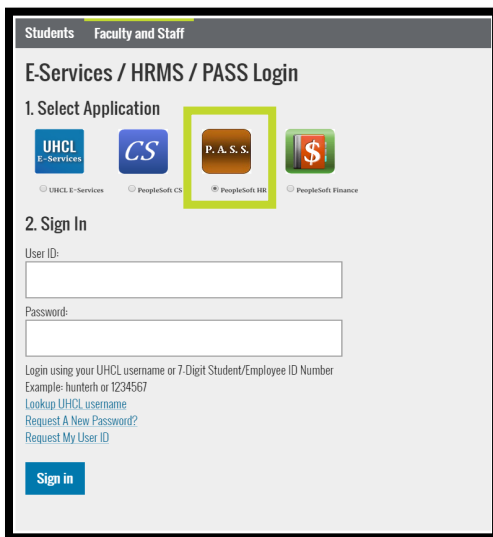 Students Faculty and Staff
E-Services / HRMS / PASS Login
1. Select Application
UHCL E-Services
CS
P. A. S. S.
$
UHCL E-Services PeopleSoft CS PeopleSoft HR PeopleSoft Finance
2. Sign In
User ID:
Password:
Login using your UHCL username or 7-Digit Student/Employee ID Number
Example: hunterh or 1234567
Lookup UHCL username
Request A New Password?
Request My User ID
Sign in